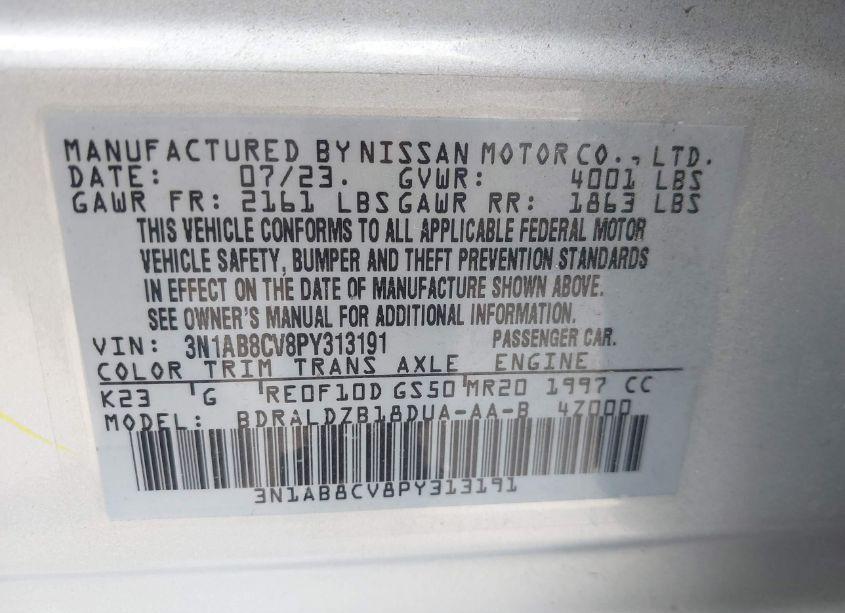 MANUFACTURED BY NISSAN MOTOR CO., LTD.
DATE: 07/23. GVWR: 4001 LBS
GAWR FR: 2161 LBS GAWR RR: 1863 LBS
THIS VEHICLE CONFORMS TO ALL APPLICABLE FEDERAL MOTOR
VEHICLE SAFETY, BUMPER AND THEFT PREVENTION STANDARDS
IN EFFECT ON THE DATE OF MANUFACTURE SHOWN ABOVE.
SEE OWNER'S MANUAL FOR ADDITIONAL INFORMATION.
VIN: 3N1AB8CV8PY313191 PASSENGER CAR.
COLOR TRIM TRANS AXLE ENGINE
K23 'G 'RE0F10D GS50'MR20 1997 CC
MODEL: BDRALDZB18DUA-AA-B 4Z000
3N1AB8CV8PY313191